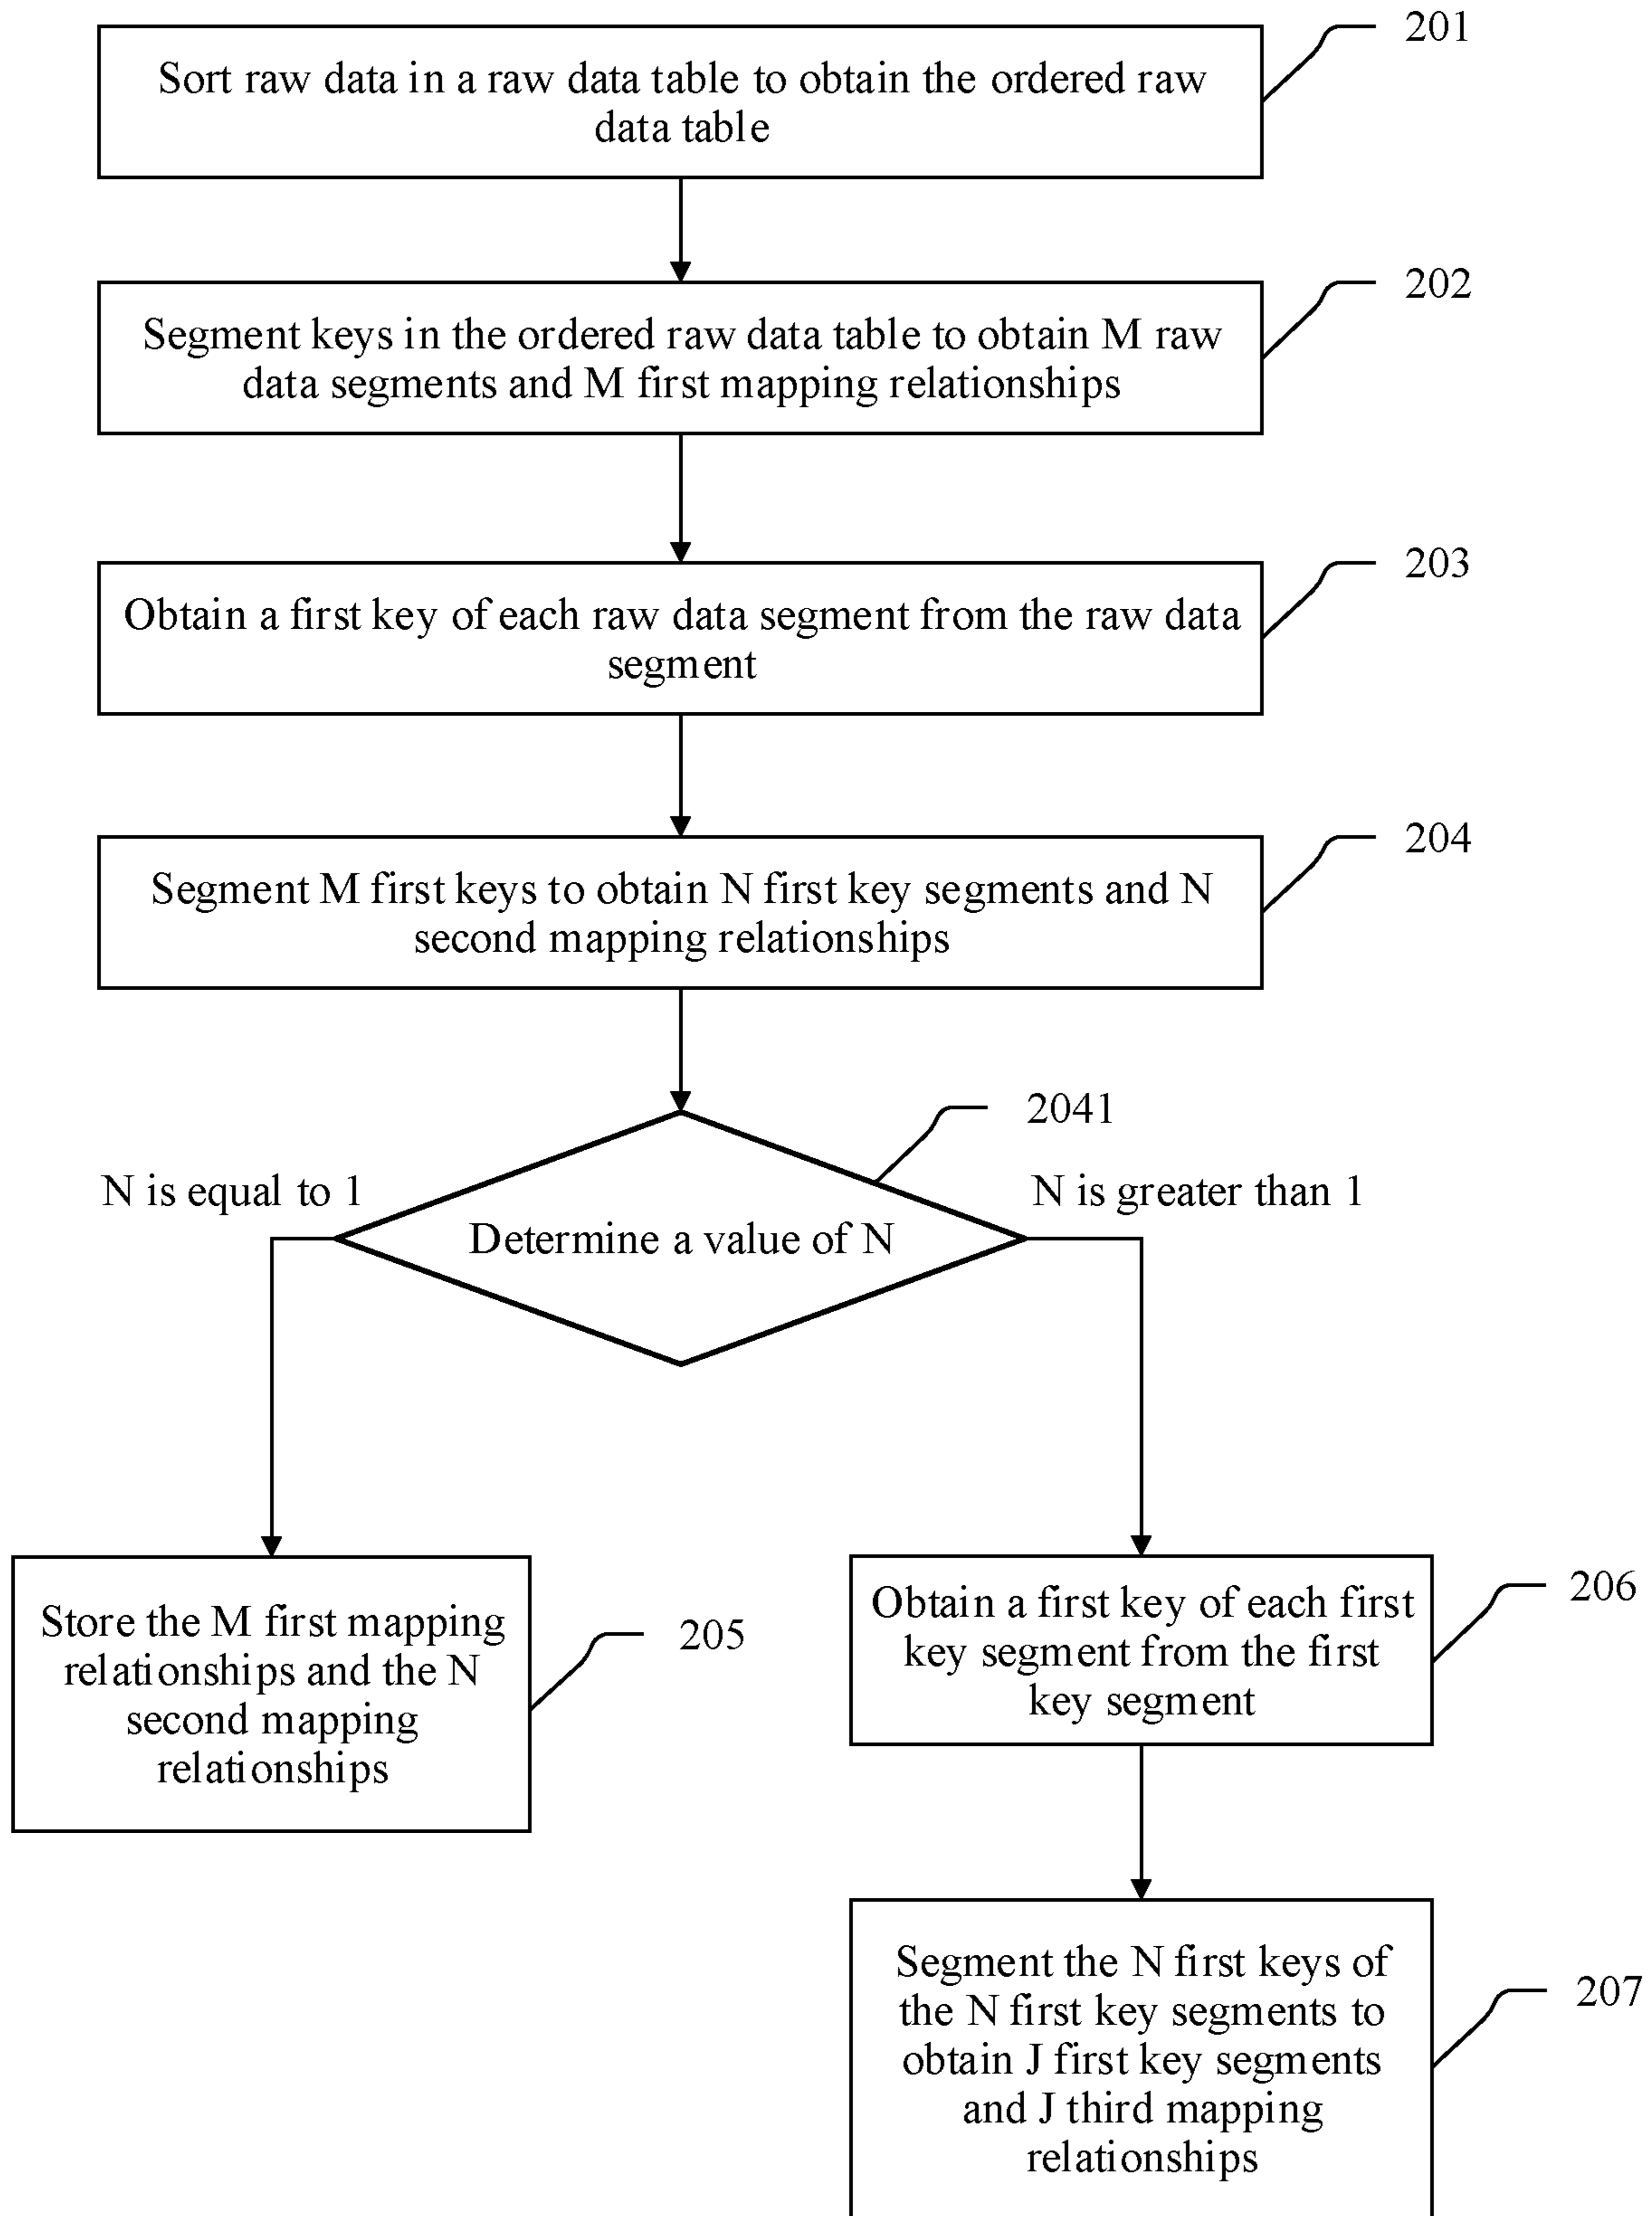 201
Sort raw data in a raw data table to obtain the ordered raw
data table
202
Segment keys in the ordered raw data table to obtain M raw
data segments and M first mapping relationships
203
Obtain a first key of each raw data segment from the raw data
segment
204
Segment M first keys to obtain N first key segments and N
second mapping relationships
2041
N is equal to 1
N is greater than 1
Determine a value of N
Store the M first mapping
relationships and the N
second mapping
relationships
205
Obtain a first key of each first
key segment from the first
key segment
206
Segment the N first keys of
the N first key segments to
obtain J first key segments
and J third mapping
relationships
207